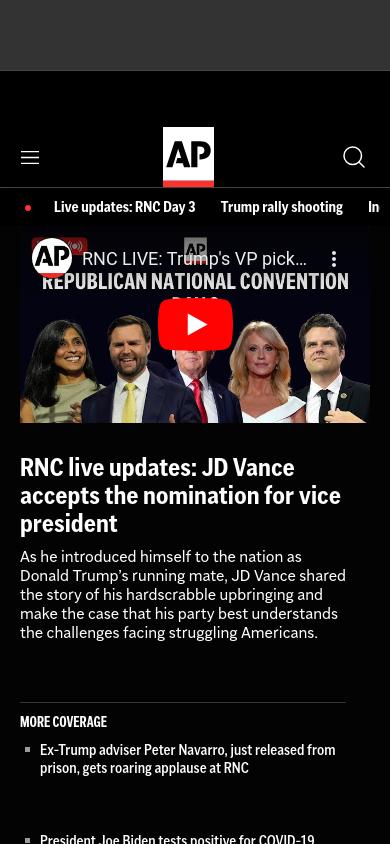 AP
Live updates: RNC Day 3 Trump rally shooting In
AP RNC LIVE: Trump's VP pick...
REPUBLICAN NATIONAL CONVENTION
RNC live updates: JD Vance
accepts the nomination for vice
president
As he introduced himself to the nation as
Donald Trump's running mate, JD Vance shared
the story of his hardscrabble upbringing and
make the case that his party best understands
the challenges facing struggling Americans.
MORE COVERAGE
Ex-Trump adviser Peter Navarro, just released from
prison, gets roaring applause at RNC
President Joe Biden tests positive for COVID-19